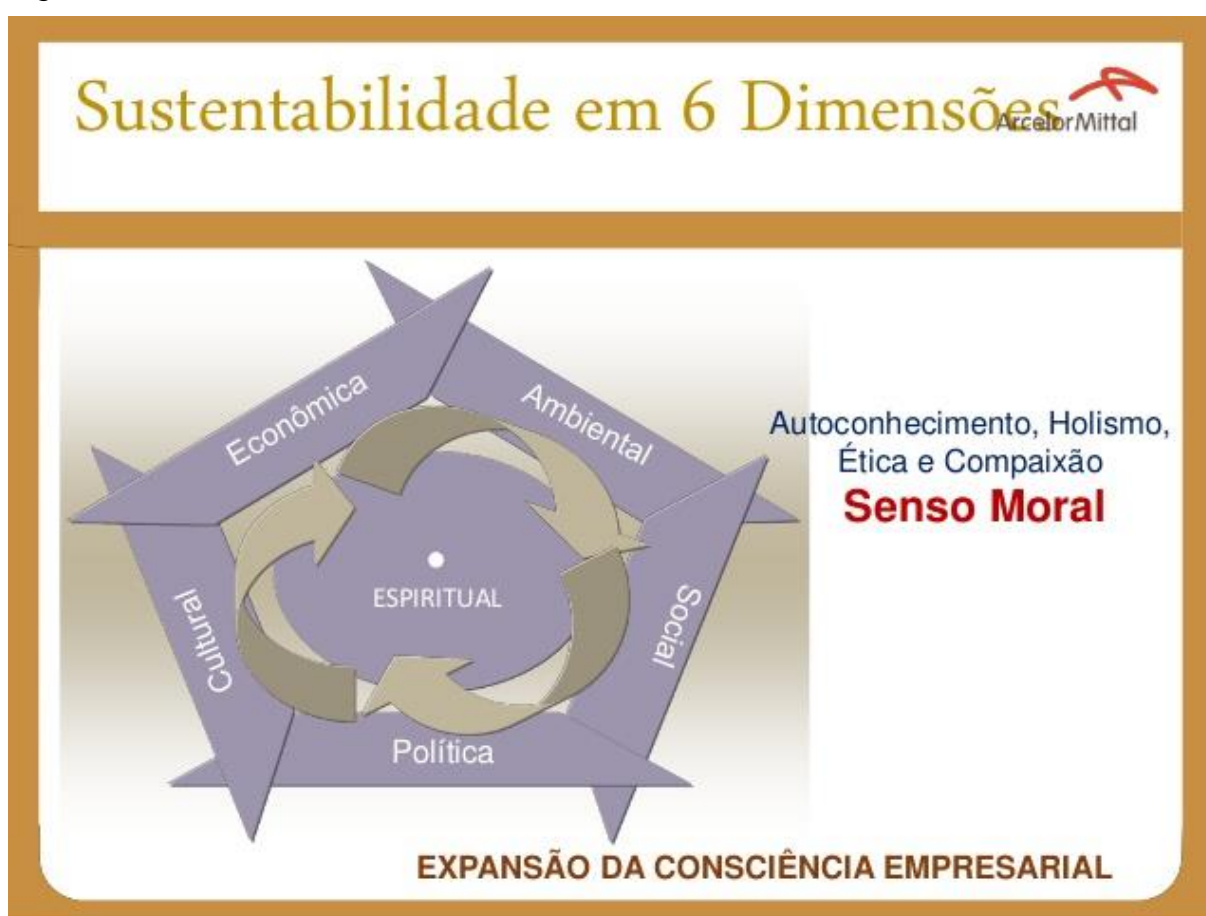 Sustentabilidade em 6 Dimensões
ArcelorMittal
Econômica
Ambiental
Autoconhecimento, Holismo,
Ética e Compaixão
Senso Moral
ESPIRITUAL
Cultural
Social
Política
EXPANSÃO DA CONSCIÊNCIA EMPRESARIAL